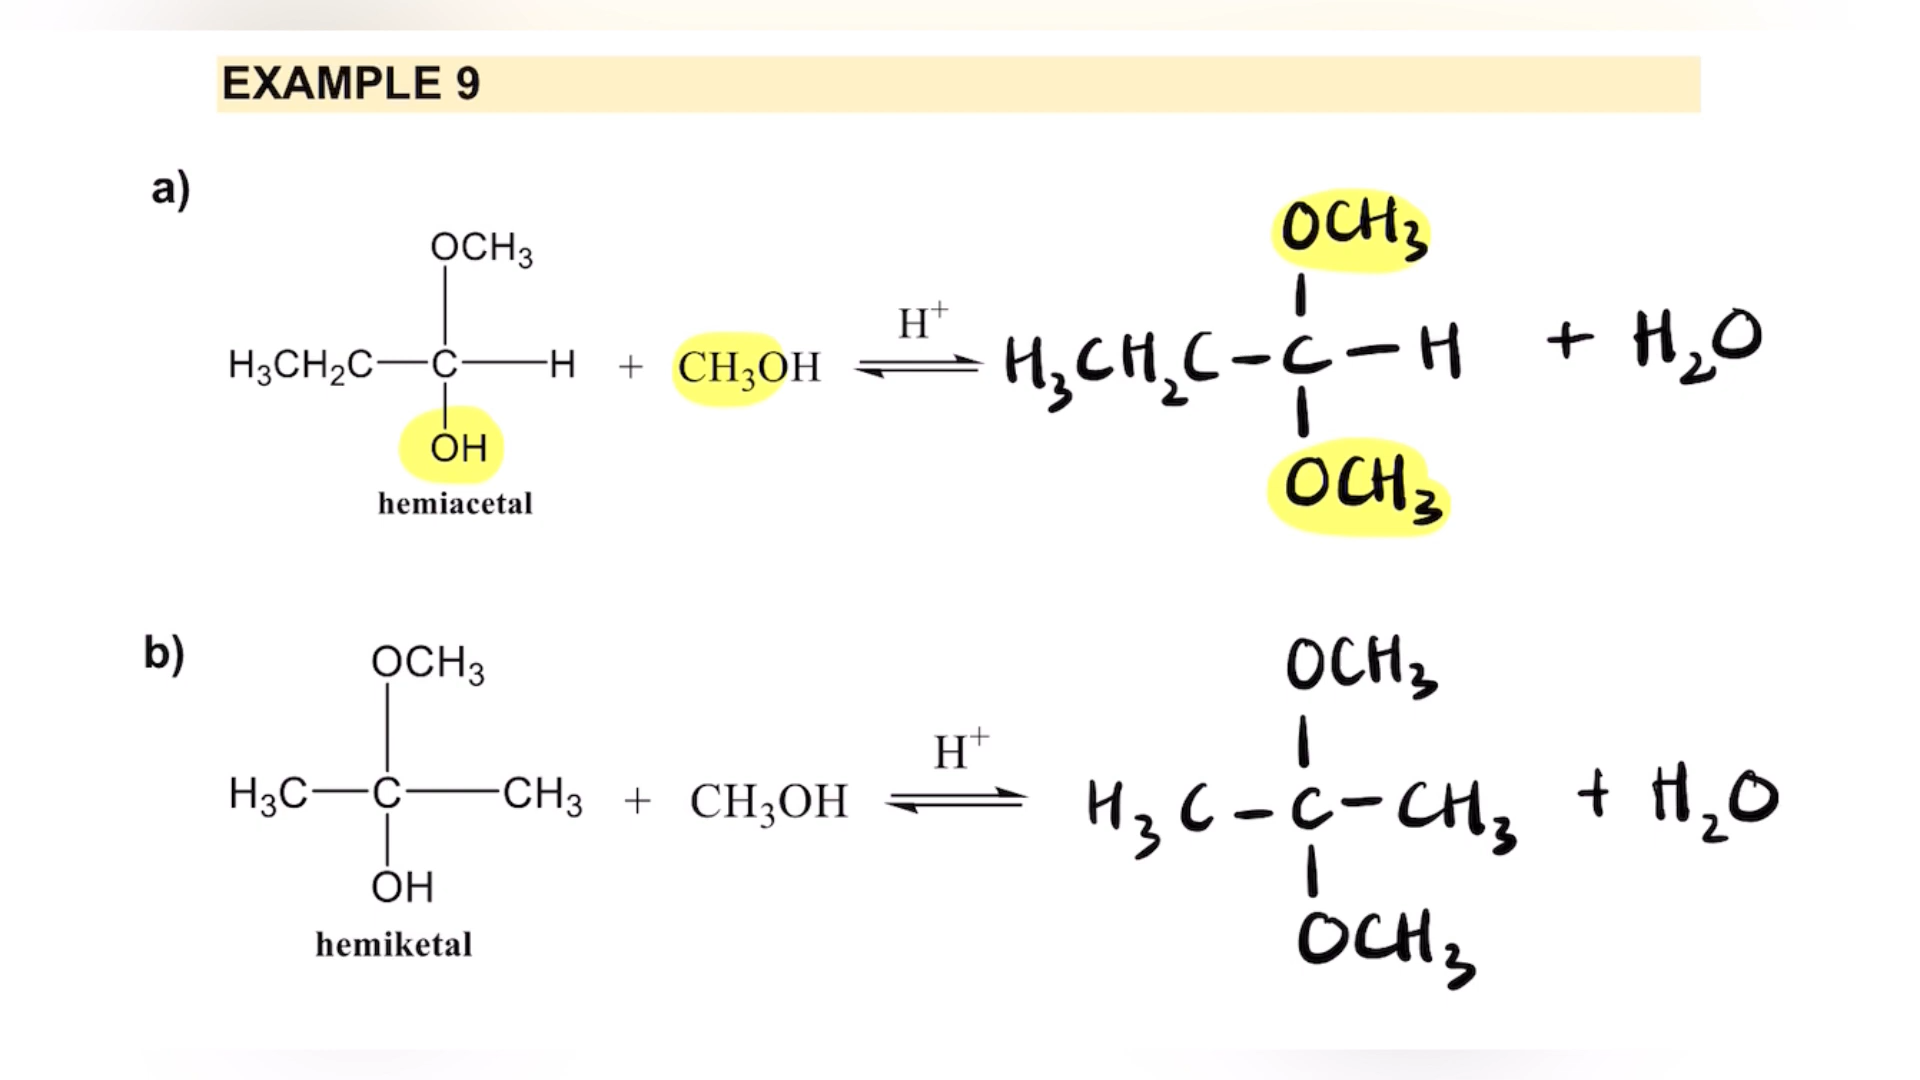 EXAMPLE 9
a)
OCH₃
H₃CH₂C—C—H + CH₃OH ⇌ H⁺
OH
hemiacetal
OCH₃
H₃CH₂C-C-H + H₂O
OCH₃
b)
OCH₃
H₃C—C—CH₃ + CH₃OH ⇌ H⁺
OH
hemiketal
OCH₃
H₃C-C-CH₃ + H₂O
OCH₃